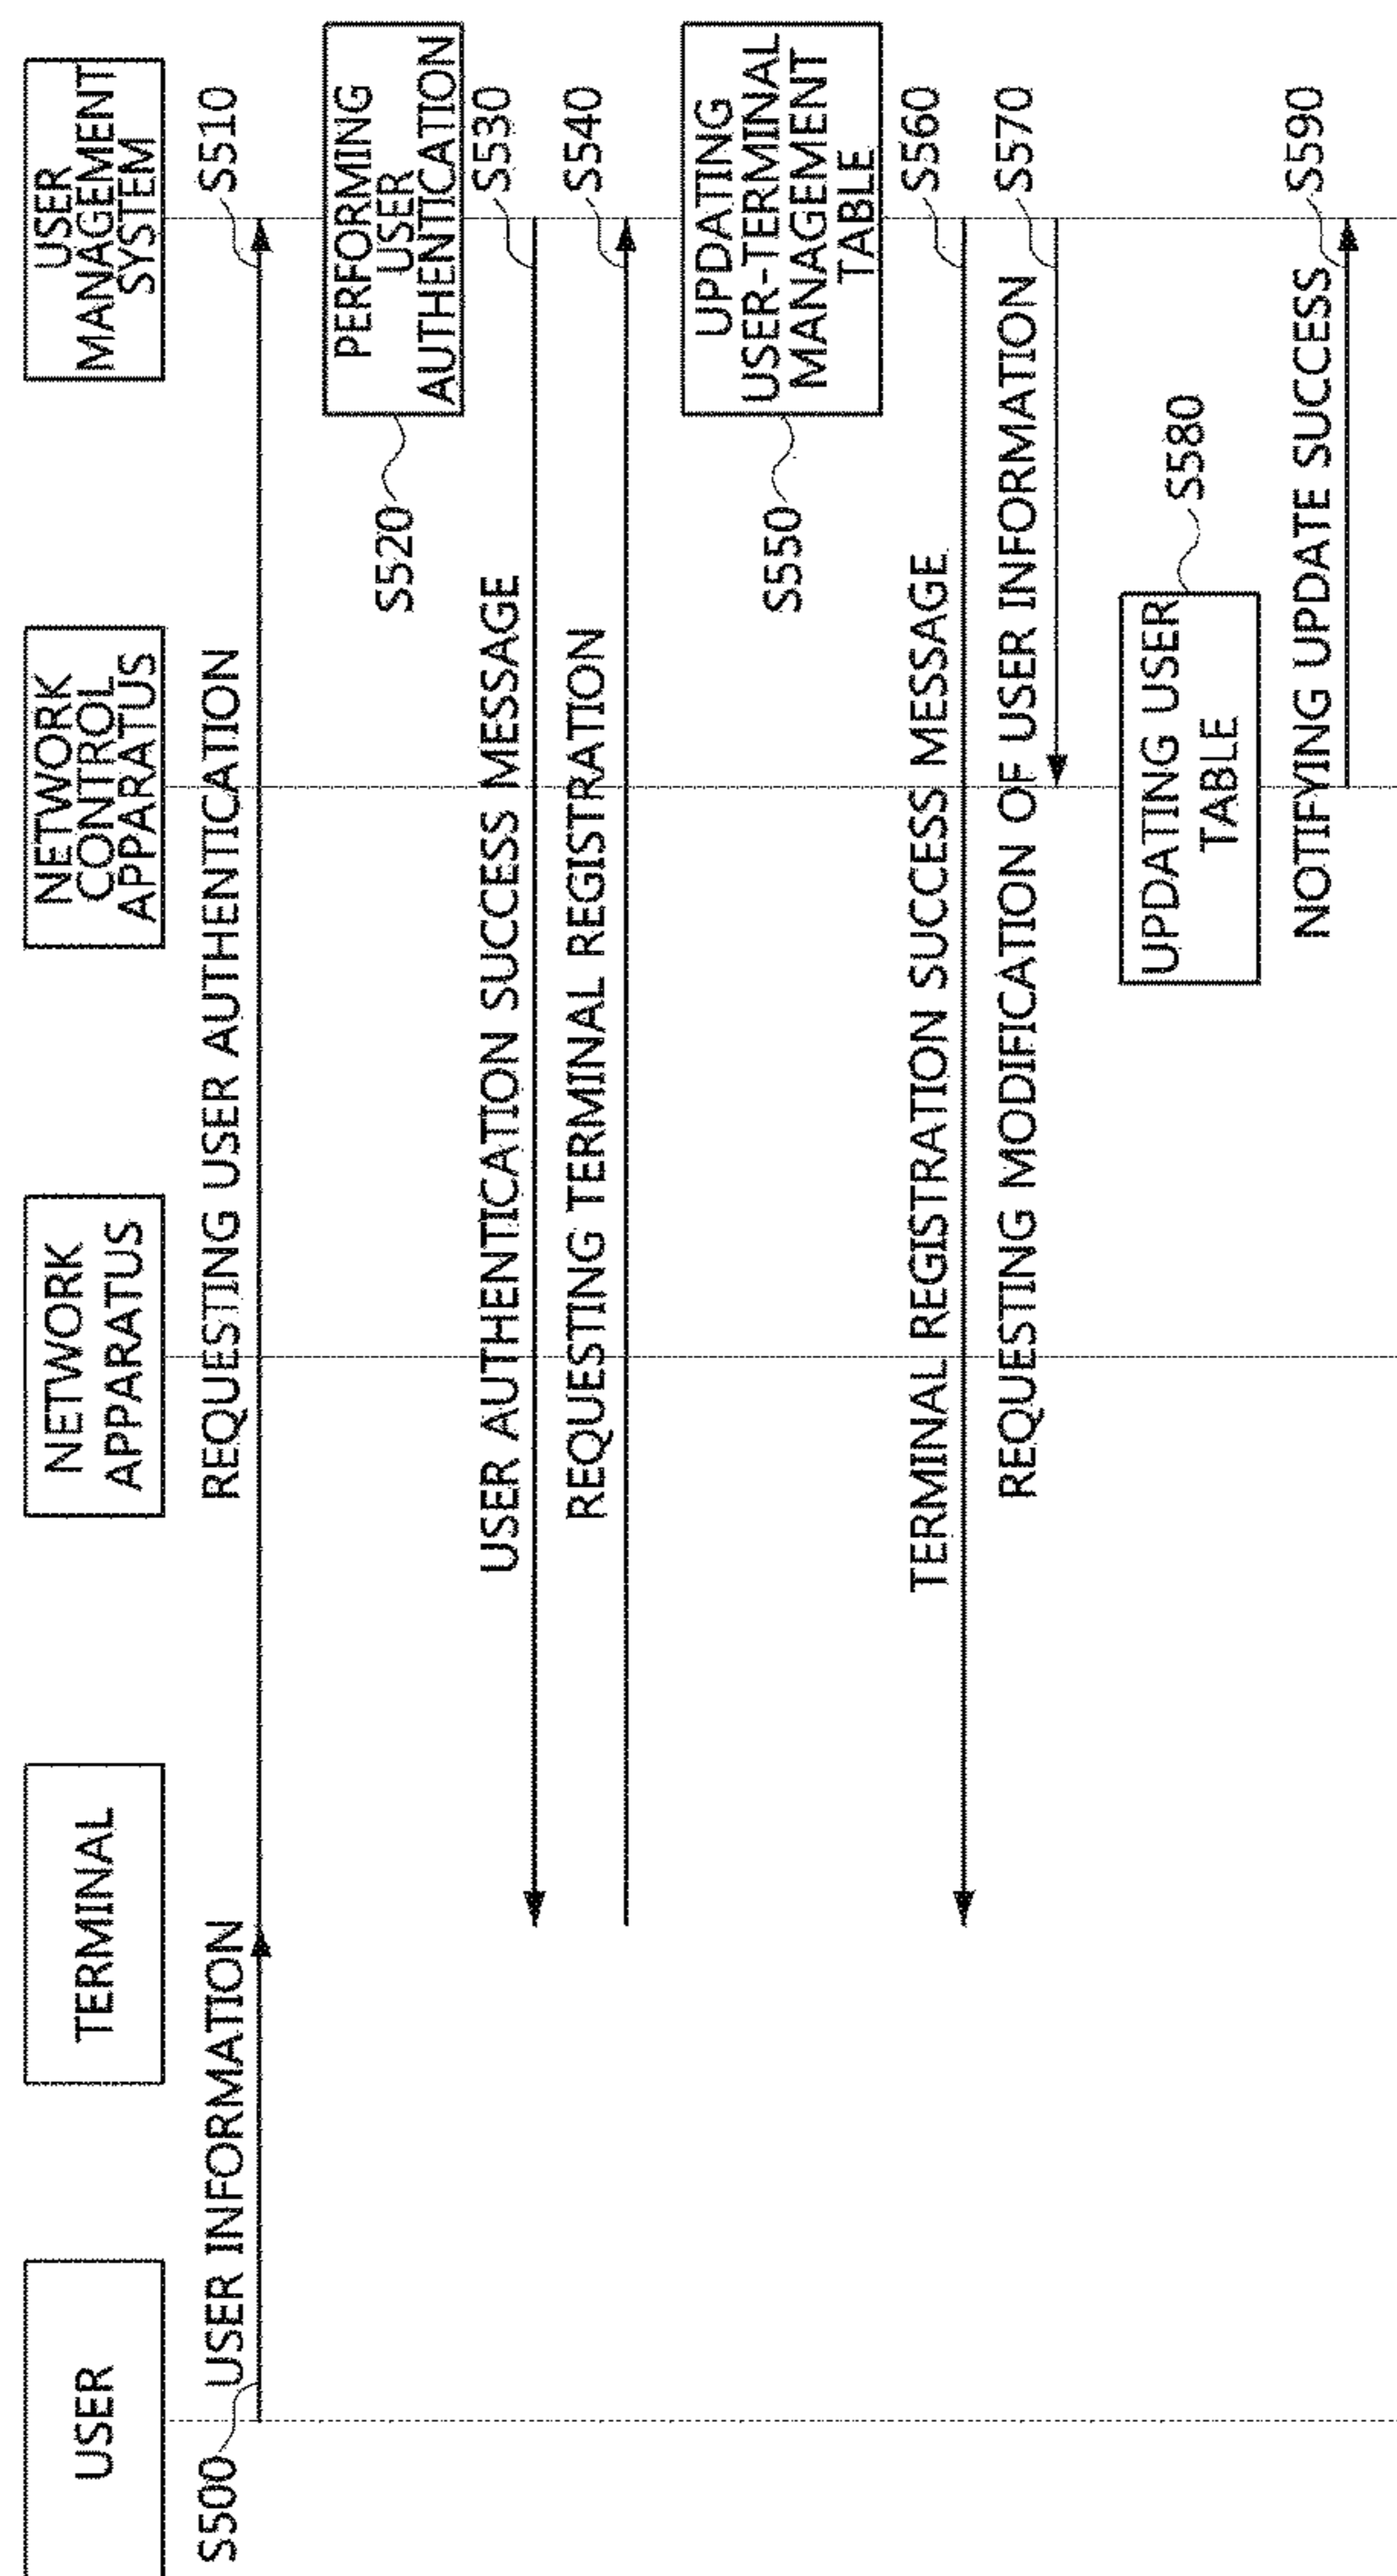 USER
TERMINAL
NETWORK
APPARATUS
NETWORK
CONTROL
APPARATUS
USER
MANAGEMENT
SYSTEM
S500
USER INFORMATION
REQUESTING USER AUTHENTICATION
S510
S520
PERFORMING
USER
AUTHENTICATION
USER AUTHENTICATION SUCCESS MESSAGE
S530
REQUESTING TERMINAL REGISTRATION
S540
S550
UPDATING
USER-TERMINAL
MANAGEMENT
TABLE
TERMINAL REGISTRATION SUCCESS MESSAGE
S560
REQUESTING MODIFICATION OF USER INFORMATION
S570
UPDATING USER
TABLE
S580
NOTIFYING UPDATE SUCCESS
S590